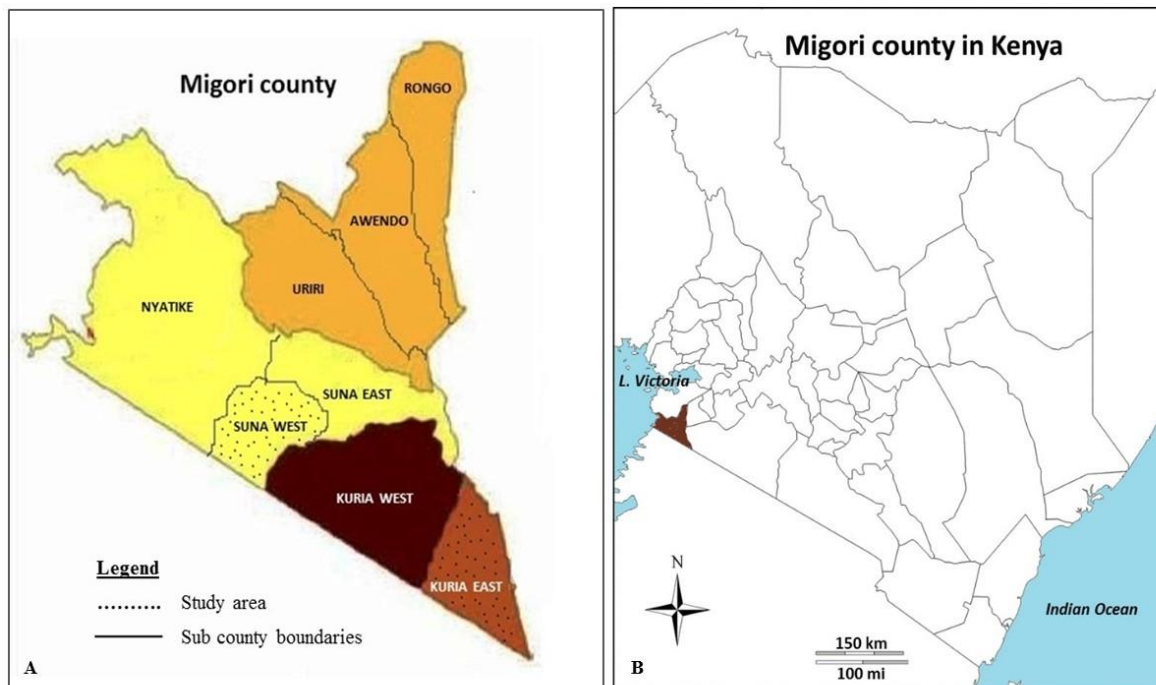 Migori county
RONGO
AWENDO
URIRI
NYATIKE
SUNA EAST
SUNA WEST
KURIA WEST
KURIA EAST
Legend
Study area
Sub county boundaries
A
Migori county in Kenya
L. Victoria
N
Indian Ocean
150 km
100 mi
B